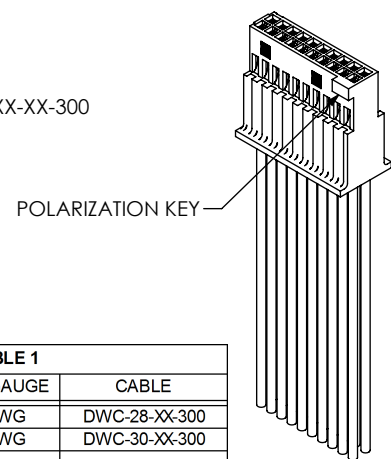 XX-XX-300
POLARIZATION KEY
BLE 1
AUGE CABLE
WG DWC-28-XX-300
WG DWC-30-XX-300